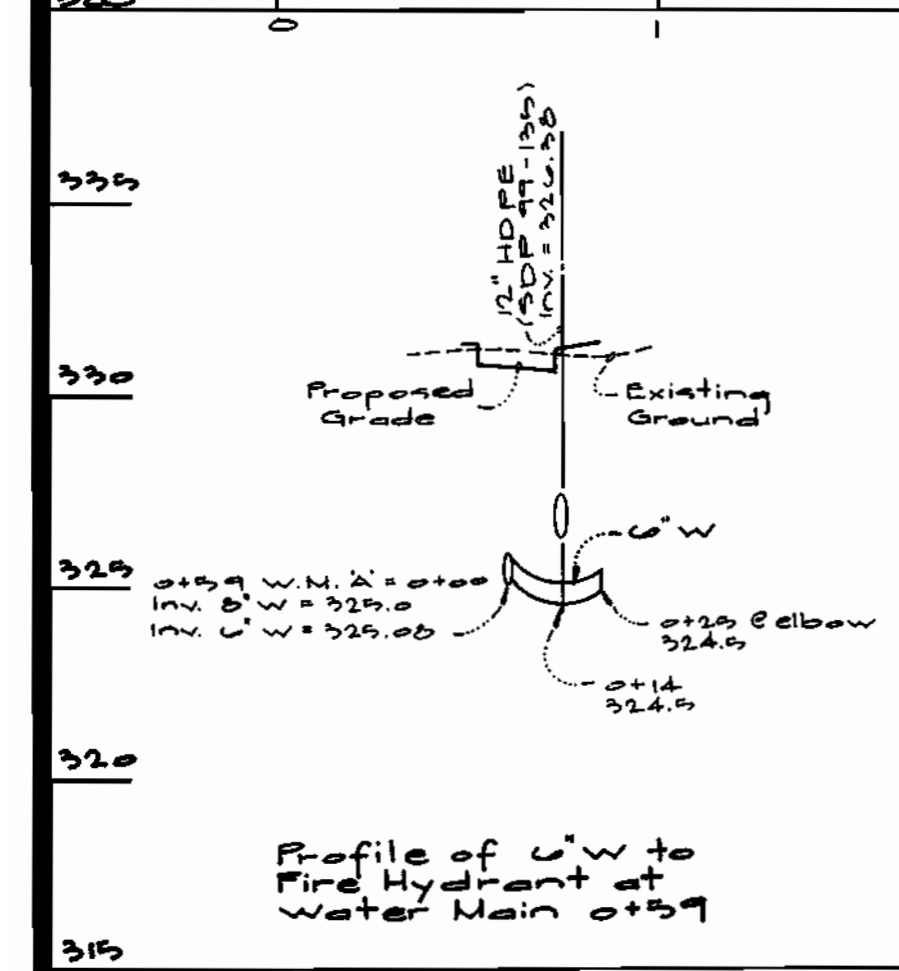 0
1
335
12" HDPE
(SDP 99-135)
Inv. = 326.38
330
Proposed
Grade
Existing
Ground
6" W
325
0+59 W.M. 'A' = 0+00
Inv. 8" W = 325.0
Inv. 6" W = 325.08
0+25 @ elbow
324.5
0+14
324.5
320
Profile of 6" W to
Fire Hydrant at
Water Main 0+59
315